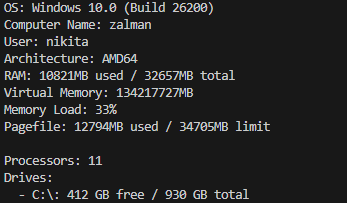 OS: Windows 10.0 (Build 26200)
Computer Name: zalman
User: nikita
Architecture: AMD64
RAM: 10821MB used / 32657MB total
Virtual Memory: 134217727MB
Memory Load: 33%
Pagefile: 12794MB used / 34705MB limit

Processors: 11
Drives:
  - C:\: 412 GB free / 930 GB total